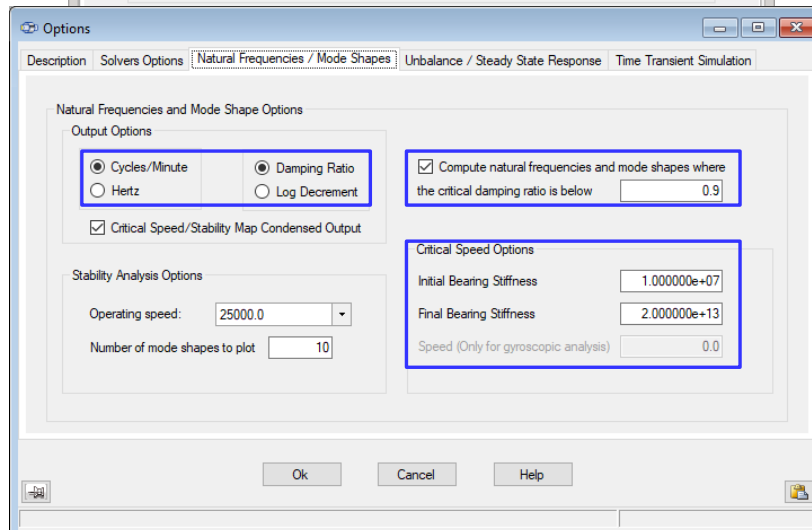 Options
Description
Solvers Options
Natural Frequencies / Mode Shapes
Unbalance / Steady State Response
Time Transient Simulation
Natural Frequencies and Mode Shape Options
Output Options
Cycles/Minute
Damping Ratio
Hertz
Log Decrement
Critical Speed/Stability Map Condensed Output
Compute natural frequencies and mode shapes where
the critical damping ratio is below 0.9
Stability Analysis Options
Operating speed: 25000.0
Number of mode shapes to plot 10
Critical Speed Options
Initial Bearing Stiffness 1.000000e+07
Final Bearing Stiffness 2.000000e+13
Speed (Only for gyroscopic analysis) 0.0
Ok
Cancel
Help